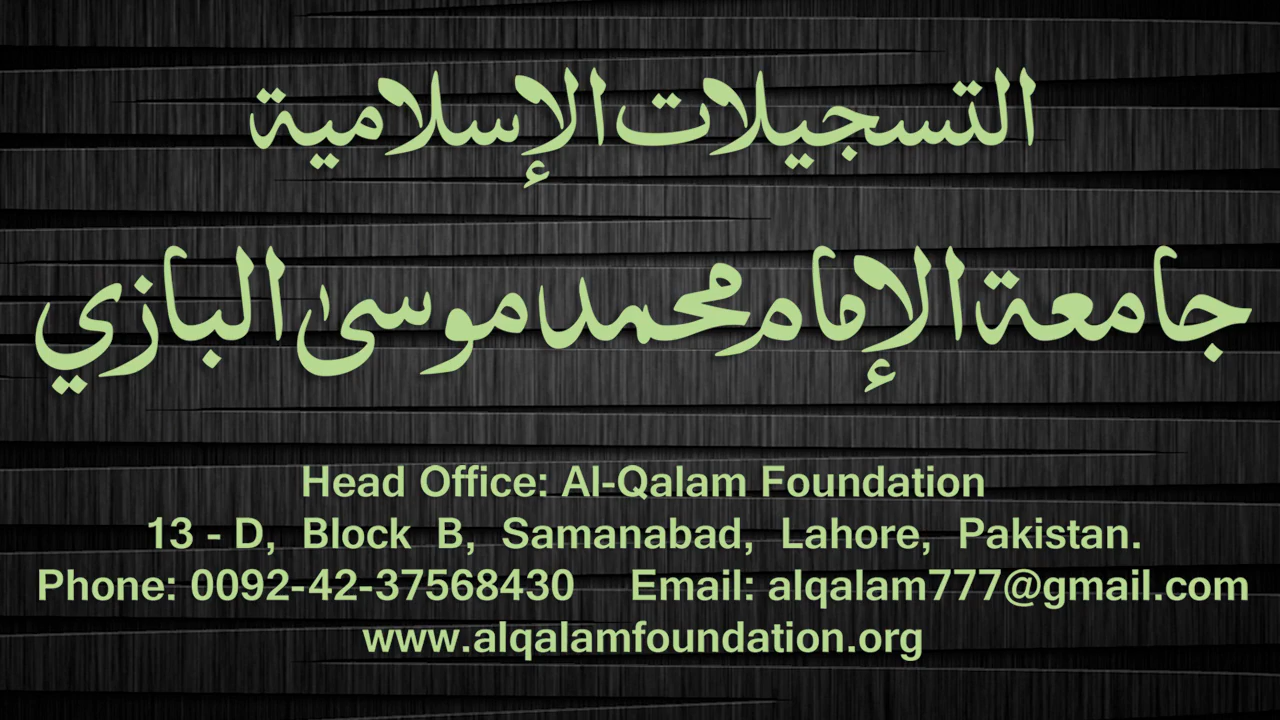 التسجيلات الإسلامية
جامعة الإمام محمد موسىٰ البازي
Head Office: Al-Qalam Foundation
13 - D, Block B, Samanabad, Lahore, Pakistan.
Phone: 0092-42-37568430 Email: alqalam777@gmail.com
www.alqalamfoundation.org